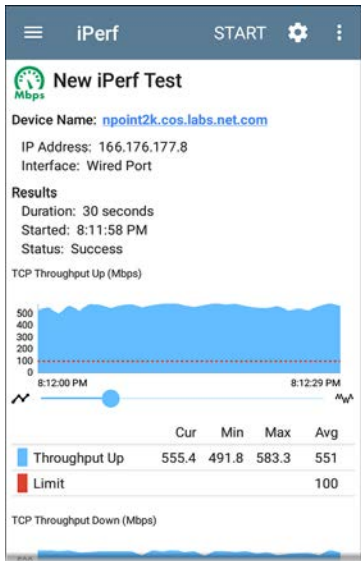 iPerf START
Mbps New iPerf Test
Device Name: npoint2k.cos.labs.net.com
IP Address: 166.176.177.8
Interface: Wired Port
Results
Duration: 30 seconds
Started: 8:11:58 PM
Status: Success
TCP Throughput Up (Mbps)
500
400
300
200
100
0
8:12:00 PM 8:12:29 PM
Cur Min Max Avg
Throughput Up 555.4 491.8 583.3 551
Limit 100
TCP Throughput Down (Mbps)